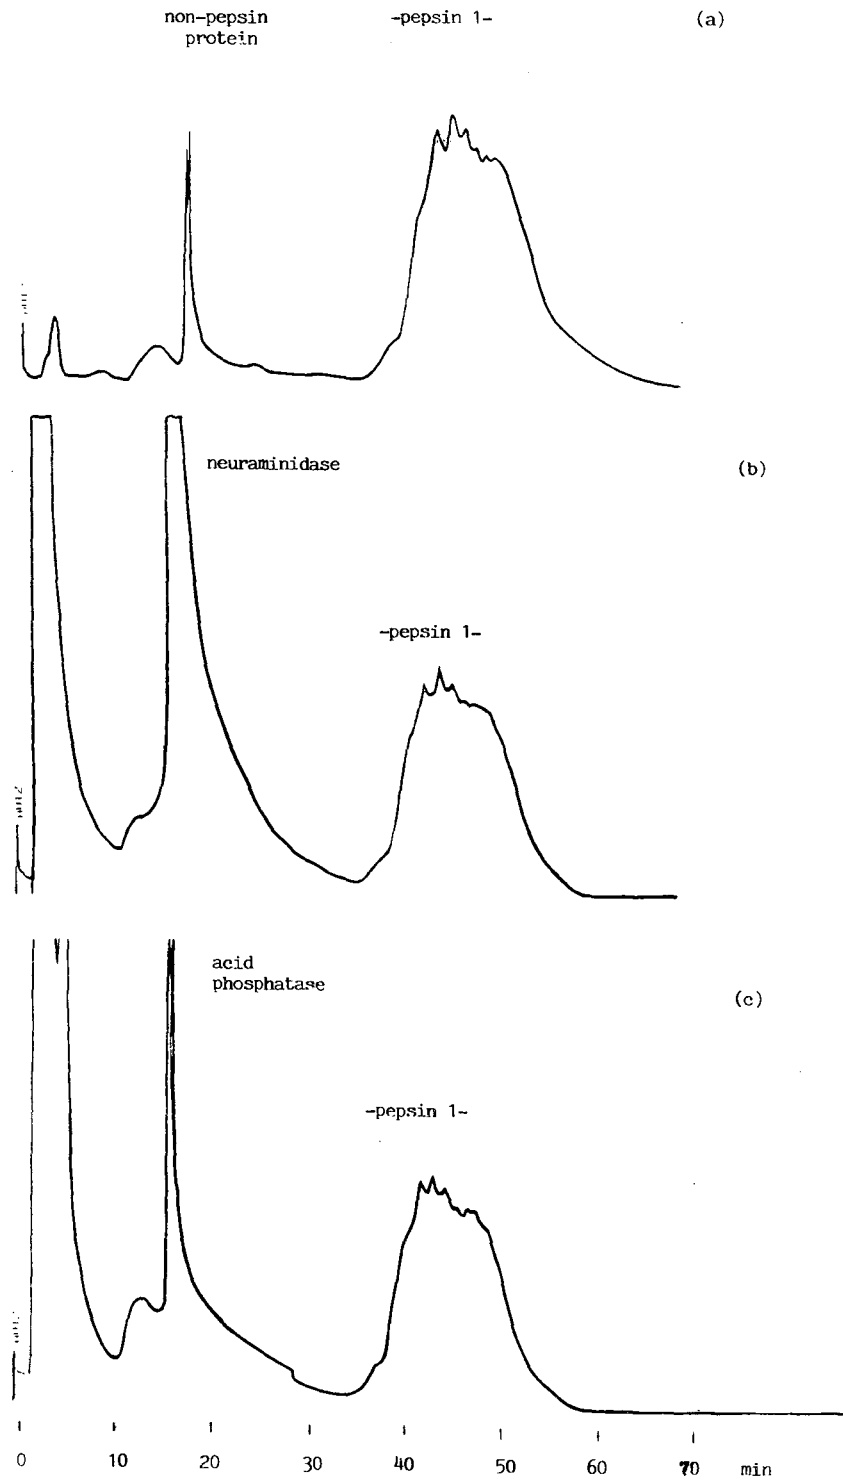 non-pepsin
protein
-pepsin 1-
(a)
neuraminidase
(b)
-pepsin 1-
acid
phosphatase
(c)
-pepsin 1-
0 10 20 30 40 50 60 70 min